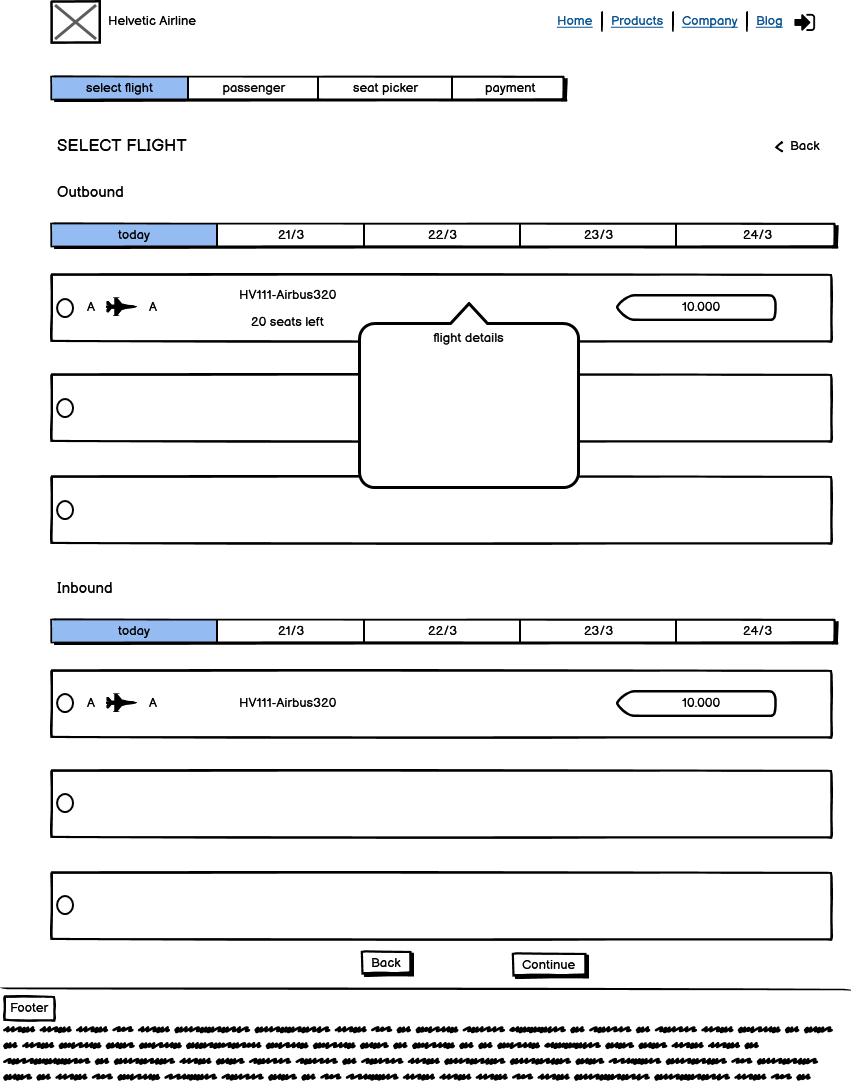 Helvetic Airline
Home Products Company Blog
select flight passenger seat picker payment
SELECT FLIGHT
Back
Outbound
today 21/3 22/3 23/3 24/3
A A HV111-Airbus320 10.000
20 seats left
flight details
Inbound
today 21/3 22/3 23/3 24/3
A A HV111-Airbus320 10.000
Back Continue
Footer